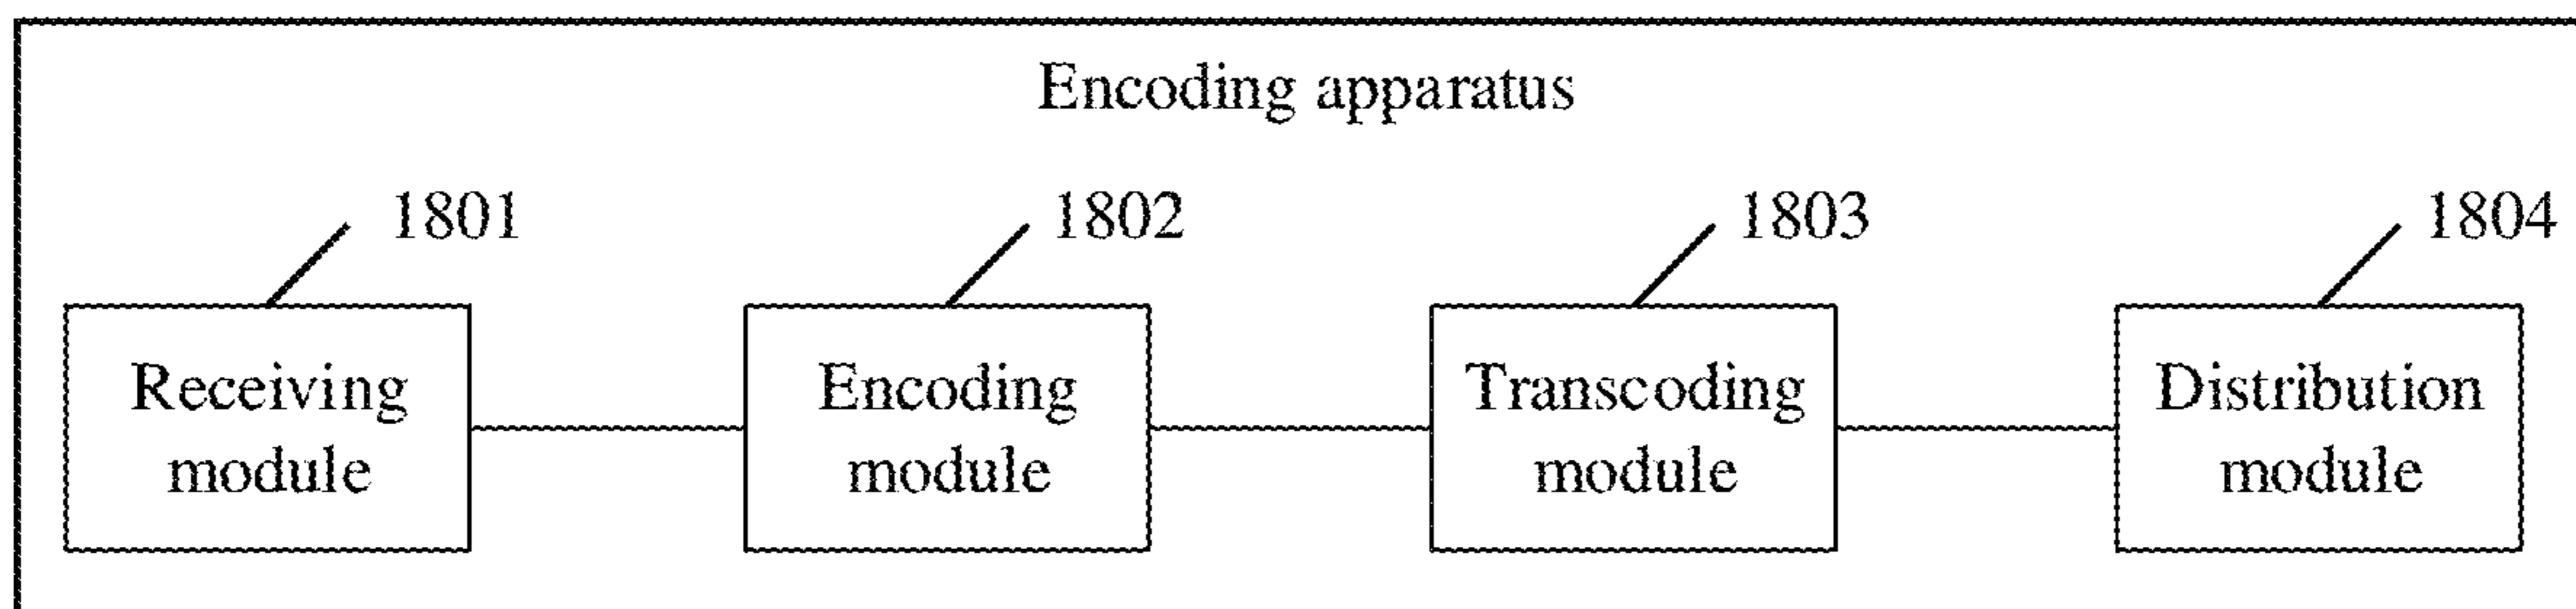 Encoding apparatus
1801
1802
1803
1804
Receiving
module
Encoding
module
Transcoding
module
Distribution
module